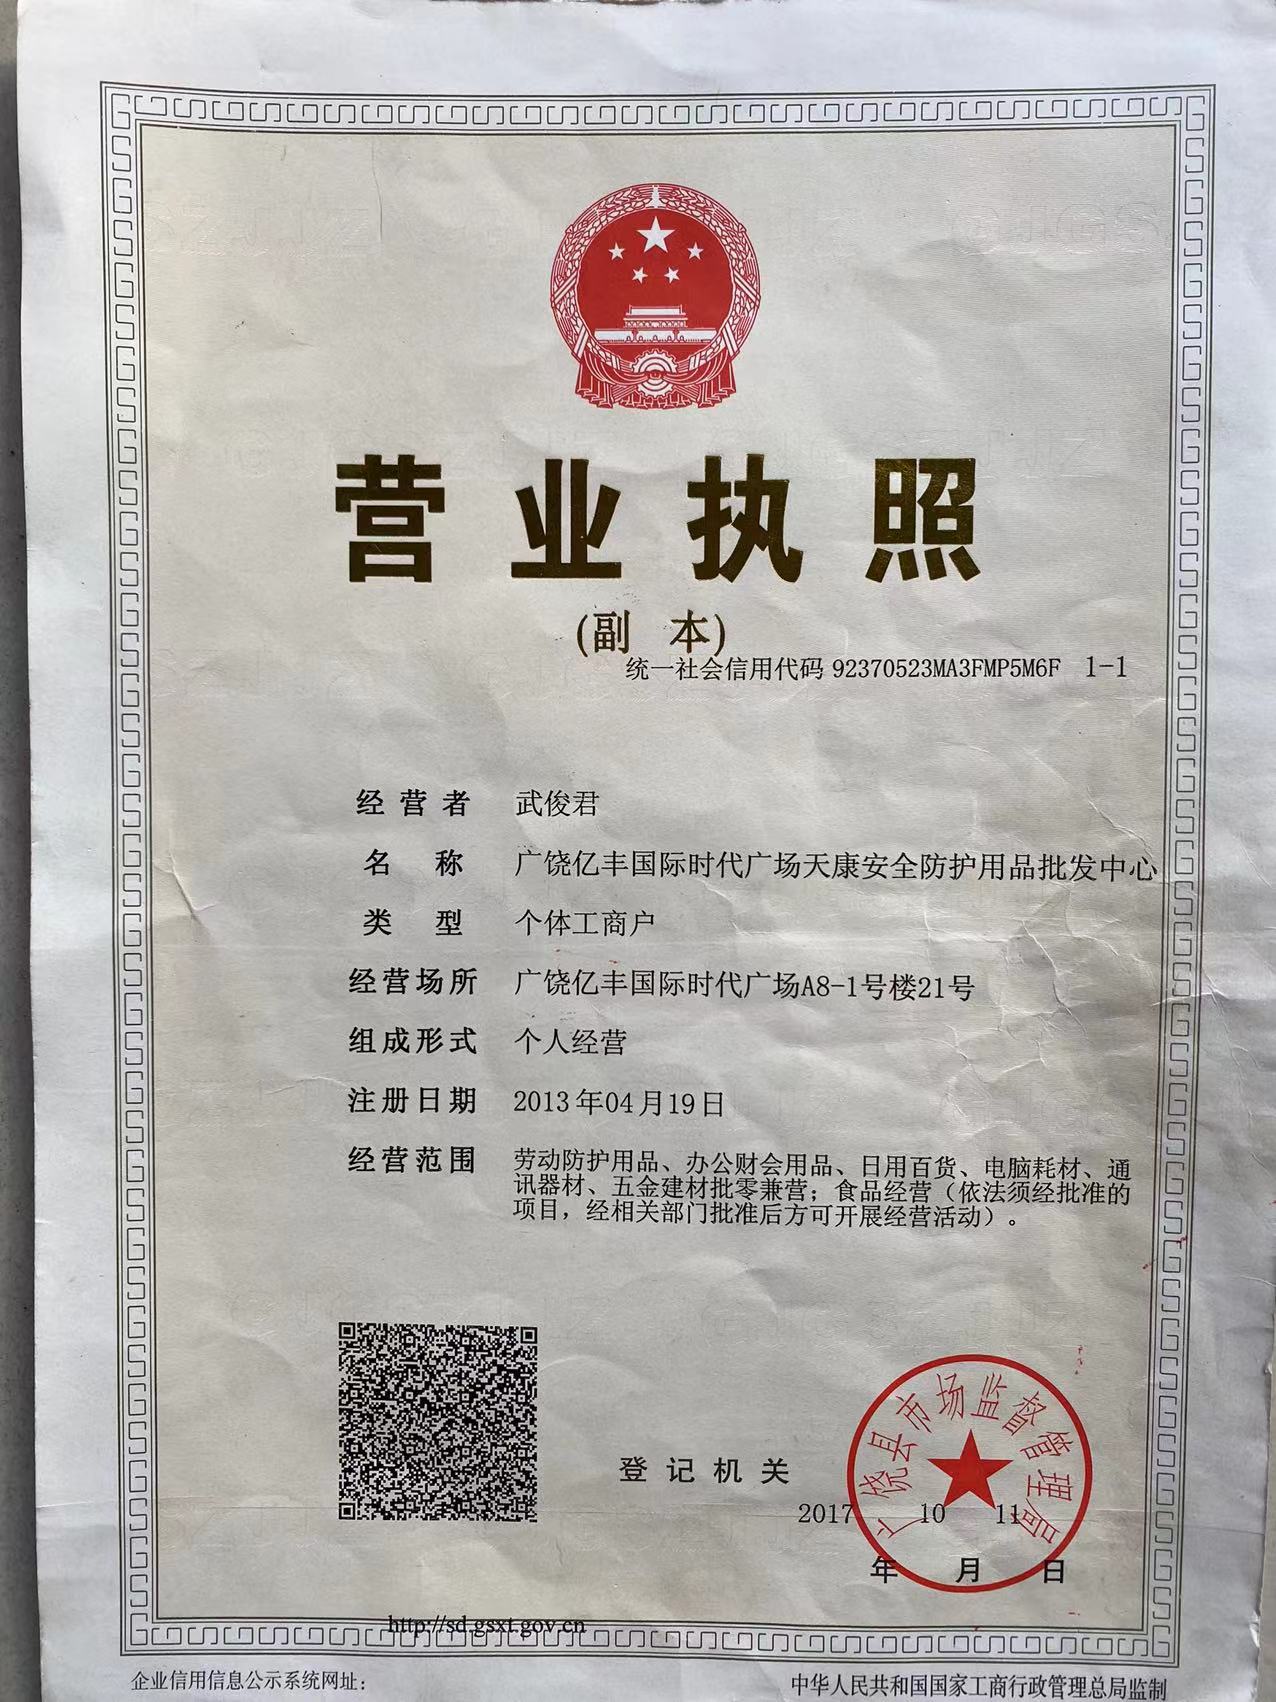 营业执照
(副 本)
统一社会信用代码 92370523MA3FMP5M6F 1-1
经营者 武俊君
名称 广饶亿丰国际时代广场天康安全防护用品批发中心
类型 个体工商户
经营场所 广饶亿丰国际时代广场A8-1号楼21号
组成形式 个人经营
注册日期 2013年04月19日
经营范围 劳动防护用品、办公财会用品、日用百货、电脑耗材、通
讯器材、五金建材批零兼营；食品经营（依法须经批准的
项目，经相关部门批准后方可开展经营活动）。
广饶县市场监督管理局
登记机关
2017 10 11
年 月 日
http://sd.gsxt.gov.cn
企业信用信息公示系统网址：
中华人民共和国国家工商行政管理总局监制